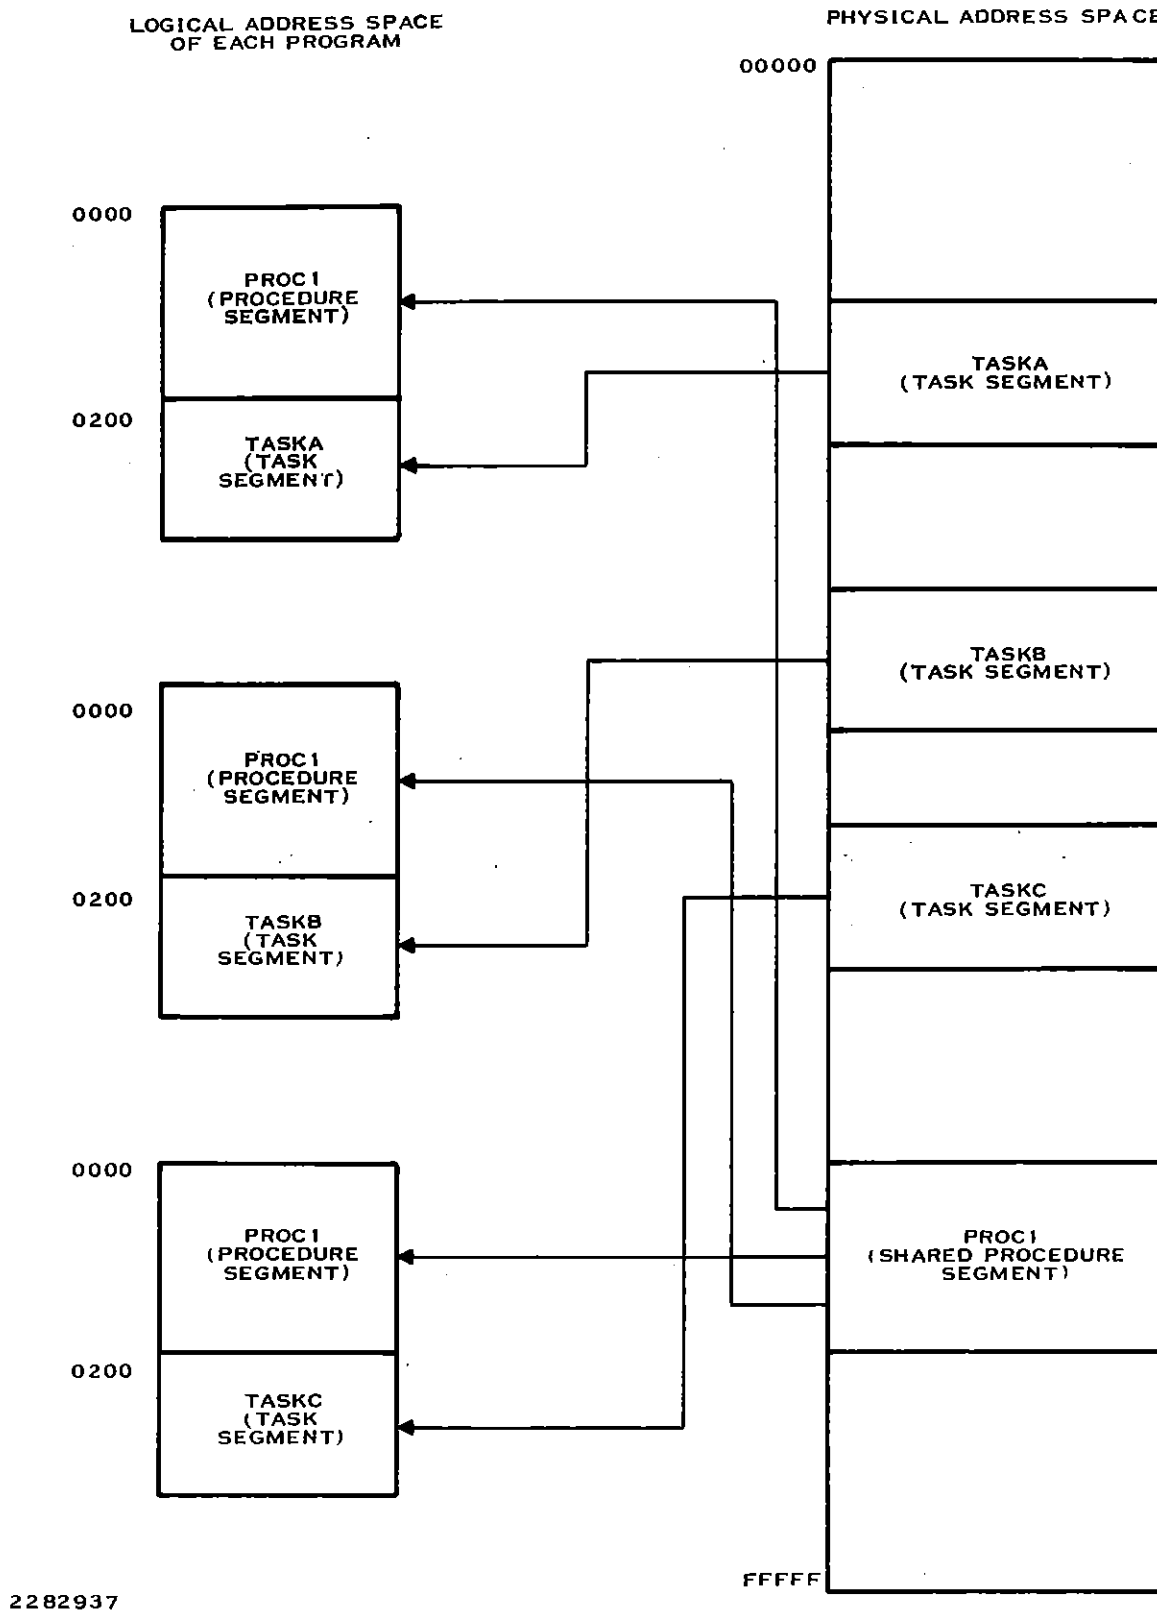 LOGICAL ADDRESS SPACE
OF EACH PROGRAM
PHYSICAL ADDRESS SPACE
00000
0000
PROC1
(PROCEDURE
SEGMENT)
TASKA
(TASK SEGMENT)
0200
TASKA
(TASK
SEGMENT)
TASKB
(TASK SEGMENT)
0000
PROC1
(PROCEDURE
SEGMENT)
0200
TASKB
(TASK
SEGMENT)
TASKC
(TASK SEGMENT)
0000
PROC1
(PROCEDURE
SEGMENT)
PROC1
(SHARED PROCEDURE
SEGMENT)
0200
TASKC
(TASK
SEGMENT)
FFFFF
2282937